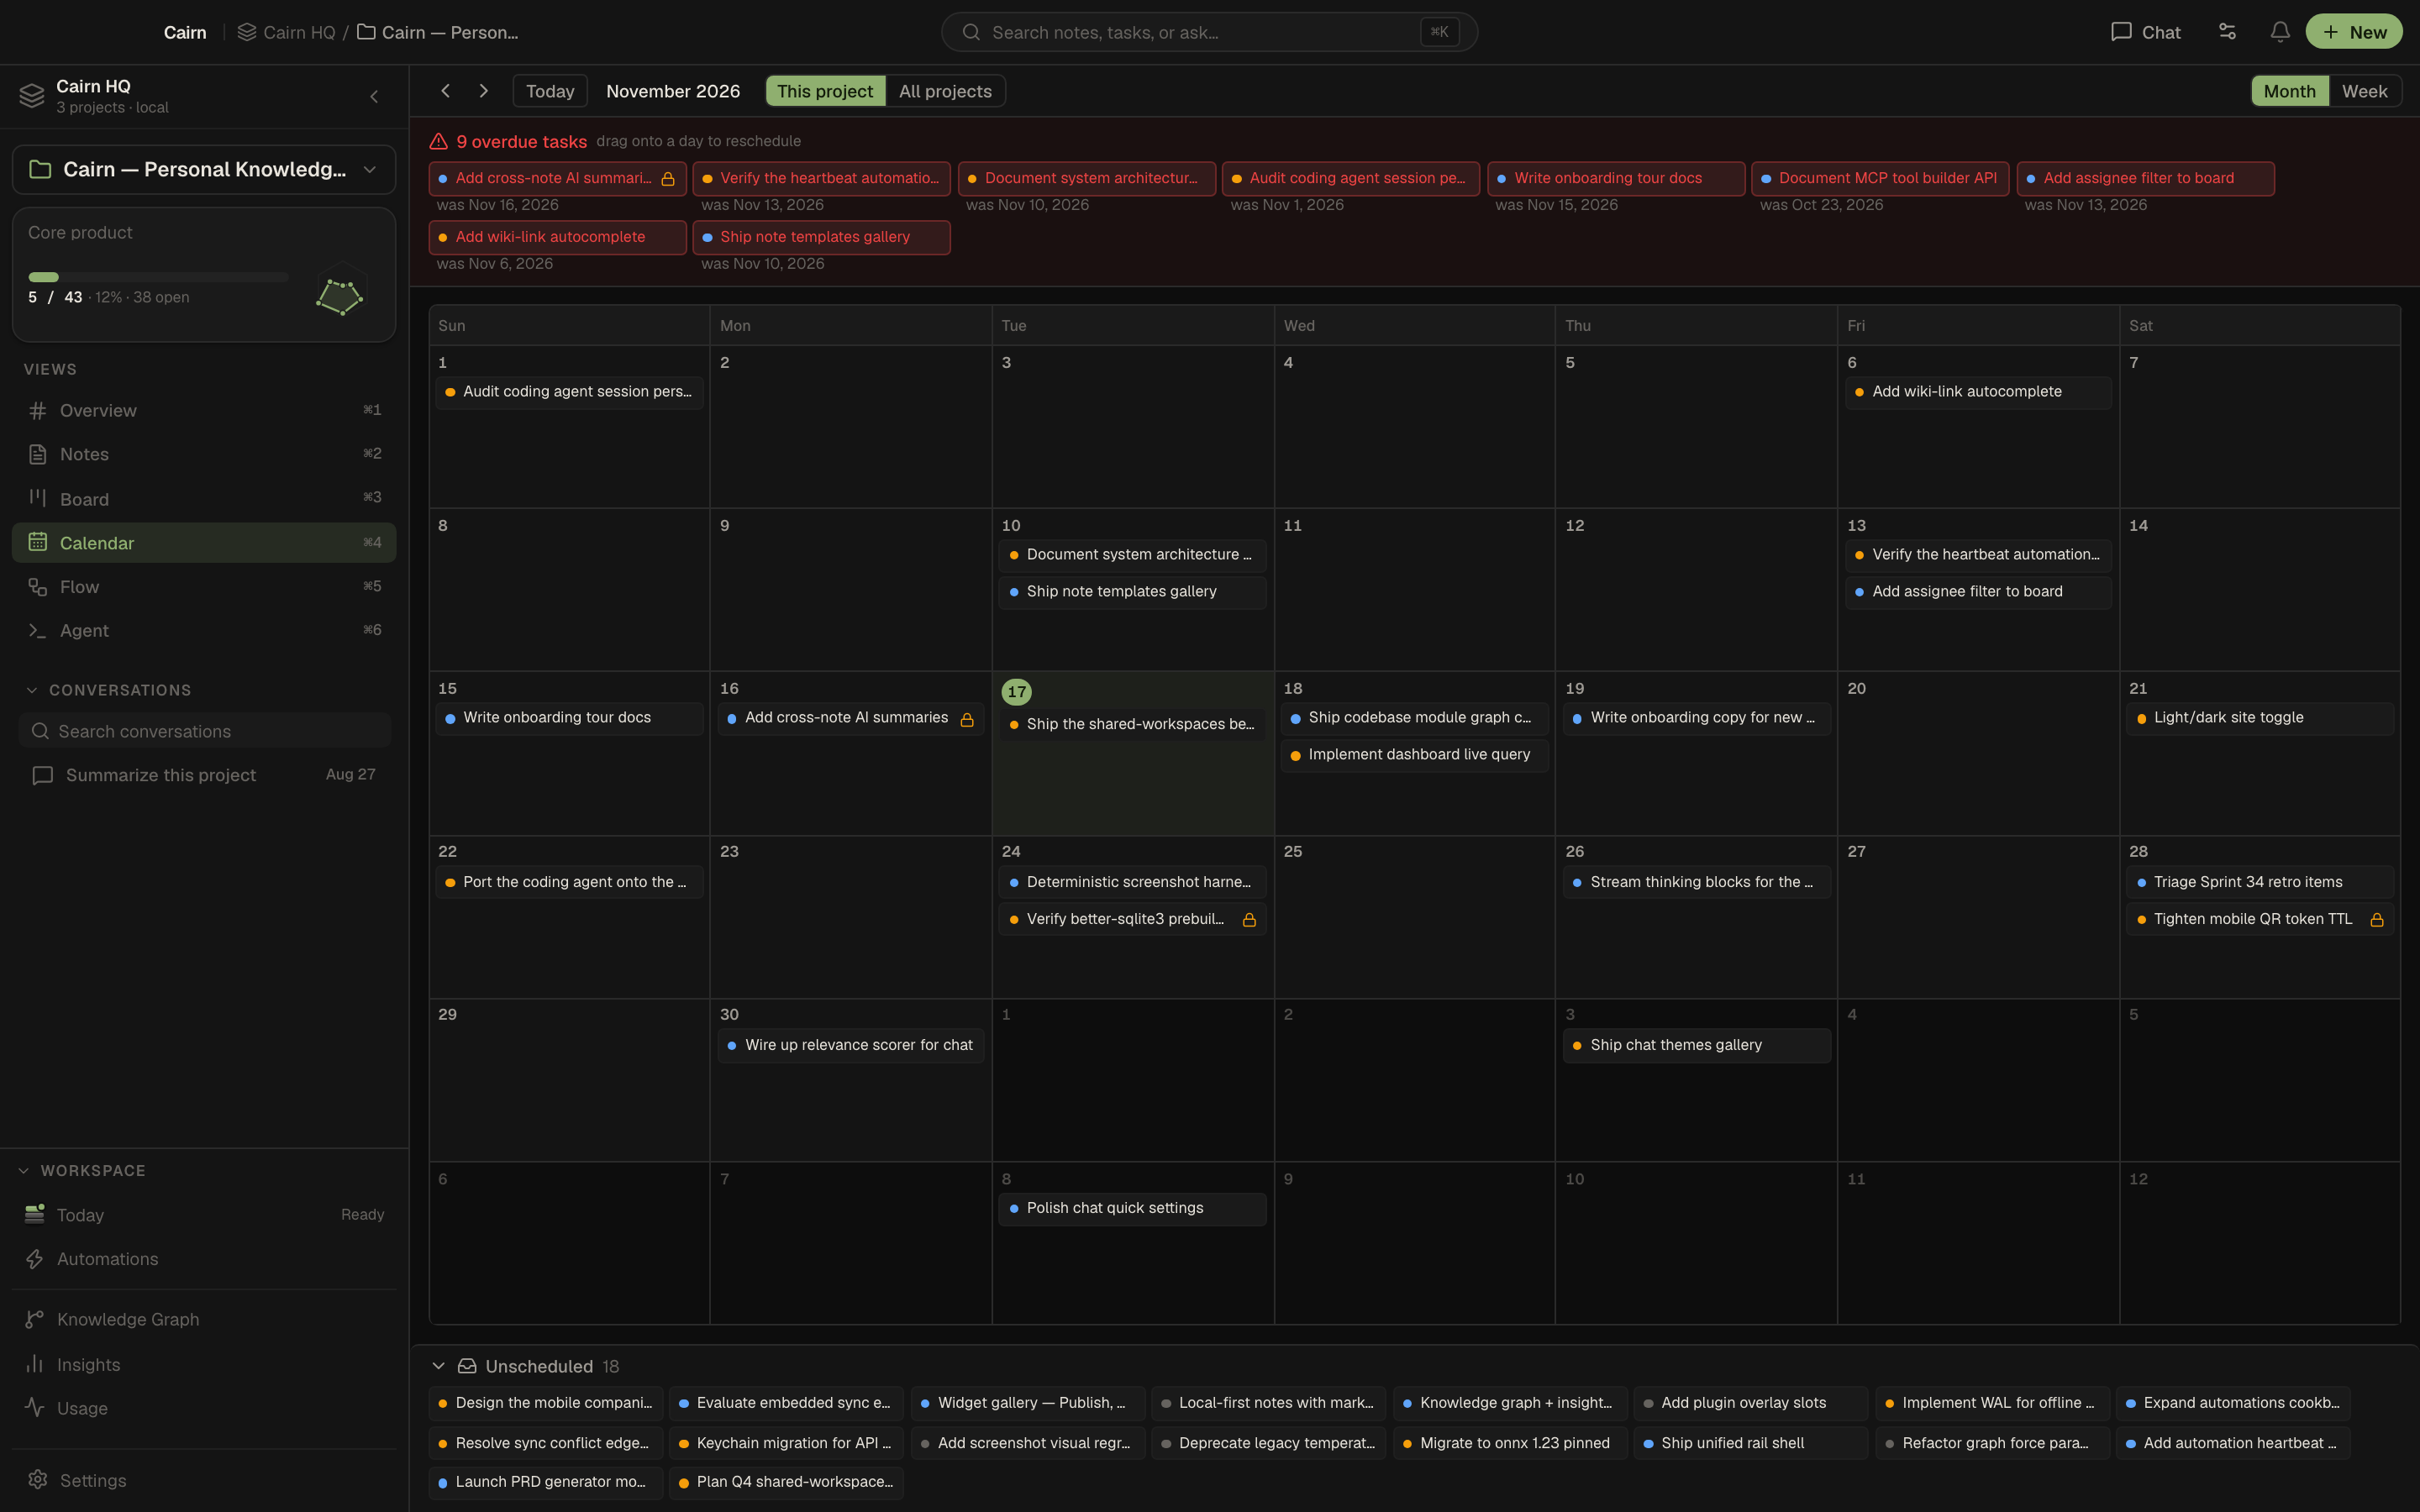 Cairn Cairn HQ / Cairn — Person... Search notes, tasks, or ask... ⌘K Chat New
Cairn HQ
3 projects · local
Cairn — Personal Knowledg...
Core product
5 / 43 · 12% · 38 open
VIEWS
Overview ⌘1
Notes ⌘2
Board ⌘3
Calendar ⌘4
Flow ⌘5
Agent ⌘6
CONVERSATIONS
Search conversations
Summarize this project Aug 27
WORKSPACE
Today Ready
Automations
Knowledge Graph
Insights
Usage
Settings
Today November 2026 This project All projects Month Week
9 overdue tasks drag onto a day to reschedule
Add cross-note AI summari... Verify the heartbeat automatio... Document system architectur... Audit coding agent session pe... Write onboarding tour docs Document MCP tool builder API Add assignee filter to board
was Nov 16, 2026 was Nov 13, 2026 was Nov 10, 2026 was Nov 1, 2026 was Nov 15, 2026 was Oct 23, 2026 was Nov 13, 2026
Add wiki-link autocomplete Ship note templates gallery
was Nov 6, 2026 was Nov 10, 2026
Sun Mon Tue Wed Thu Fri Sat
1 2 3 4 5 6 7
Audit coding agent session pers... Add wiki-link autocomplete
8 9 10 11 12 13 14
Document system architecture ... Verify the heartbeat automation...
Ship note templates gallery Add assignee filter to board
15 16 17 18 19 20 21
Write onboarding tour docs Add cross-note AI summaries Ship the shared-workspaces be... Ship codebase module graph c... Write onboarding copy for new ... Light/dark site toggle
Implement dashboard live query
22 23 24 25 26 27 28
Port the coding agent onto the ... Deterministic screenshot harne... Stream thinking blocks for the ... Triage Sprint 34 retro items
Verify better-sqlite3 prebuil... Tighten mobile QR token TTL
29 30 1 2 3 4 5
Wire up relevance scorer for chat Ship chat themes gallery
6 7 8 9 10 11 12
Polish chat quick settings
Unscheduled 18
Design the mobile compani... Evaluate embedded sync e... Widget gallery — Publish, ... Local-first notes with mark... Knowledge graph + insight... Add plugin overlay slots Implement WAL for offline ... Expand automations cookb...
Resolve sync conflict edge... Keychain migration for API ... Add screenshot visual regr... Deprecate legacy temperat... Migrate to onnx 1.23 pinned Ship unified rail shell Refactor graph force para... Add automation heartbeat ...
Launch PRD generator mo... Plan Q4 shared-workspace...